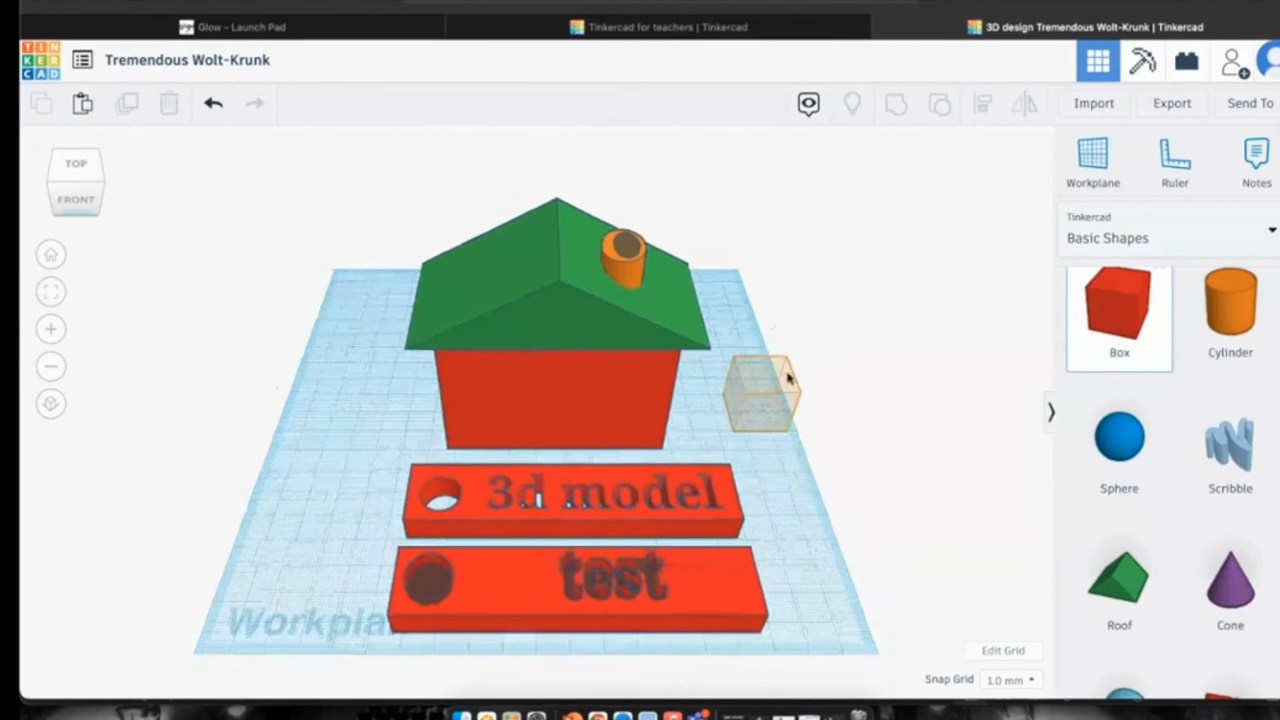 Glow - Launch Pad
Tinkercad for teachers | Tinkercad
3D design Tremendous Wolt-Krunk | Tinkercad
TIN
KER
CAD
Tremendous Wolt-Krunk
Import
Export
Send To
TOP
FRONT
Workplane
Ruler
Notes
Tinkercad
Basic Shapes
Box
Cylinder
Sphere
Scribble
Roof
Cone
3d model
test
Workpla
Edit Grid
Snap Grid
1.0 mm